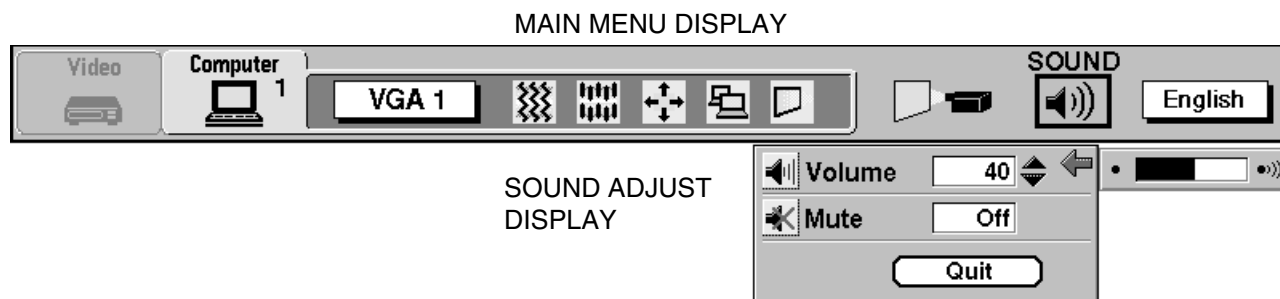 MAIN MENU DISPLAY
Video
Computer
1
VGA 1
SOUND
English
SOUND ADJUST
DISPLAY
Volume 40
Mute Off
Quit